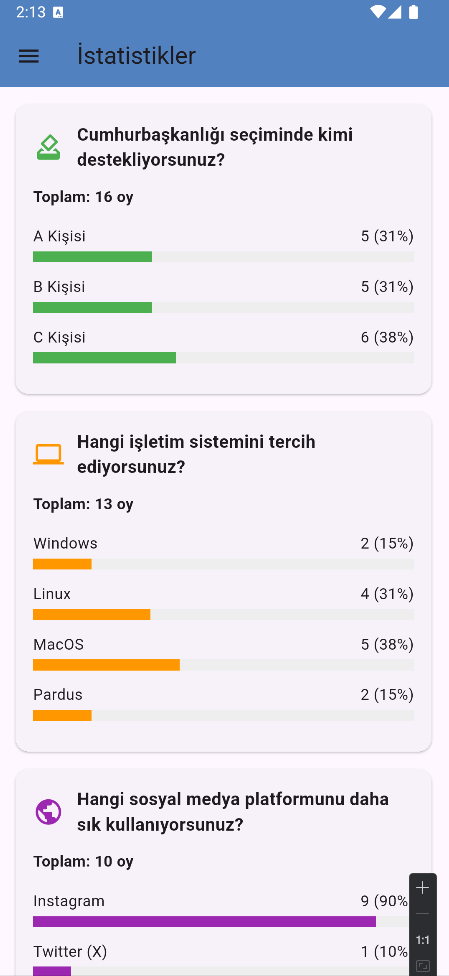 2:13 A
İstatistikler
Cumhurbaşkanlığı seçiminde kimi
destekliyorsunuz?
Toplam: 16 oy
A Kişisi 5 (31%)
B Kişisi 5 (31%)
C Kişisi 6 (38%)
Hangi işletim sistemini tercih
ediyorsunuz?
Toplam: 13 oy
Windows 2 (15%)
Linux 4 (31%)
MacOS 5 (38%)
Pardus 2 (15%)
Hangi sosyal medya platformunu daha
sık kullanıyorsunuz?
Toplam: 10 oy
Instagram 9 (90%
Twitter (X) 1 (10%
1:1